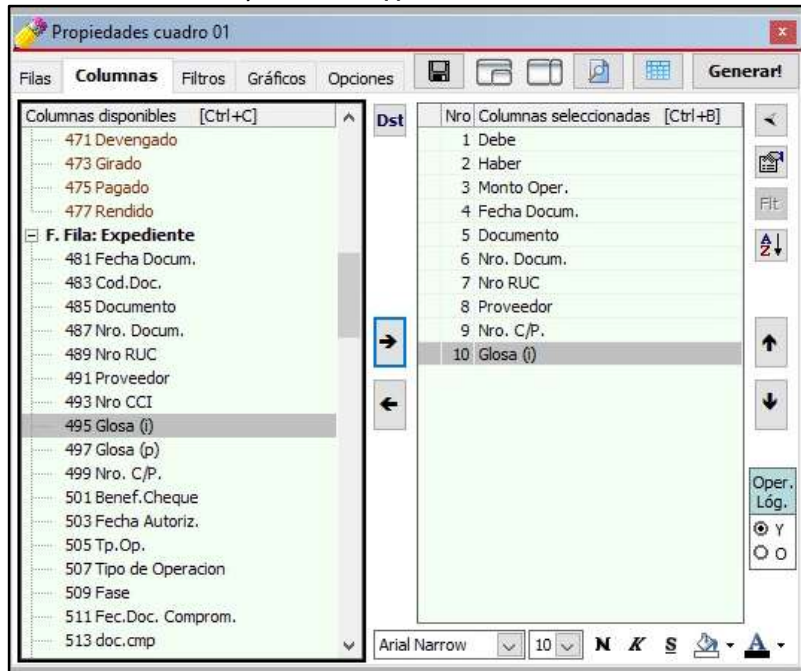 Propiedades cuadro 01
Filas Columnas Filtros Gráficos Opciones Generar!
Columnas disponibles [Ctrl+C]
471 Devengado
473 Girado
475 Pagado
477 Rendido
F. Fila: Expediente
481 Fecha Docum.
483 Cod.Doc.
485 Documento
487 Nro. Docum.
489 Nro RUC
491 Proveedor
493 Nro CCI
495 Glosa (i)
497 Glosa (p)
499 Nro. C/P.
501 Benef.Cheque
503 Fecha Autoriz.
505 Tp.Op.
507 Tipo de Operacion
509 Fase
511 Fec.Doc. Comprom.
513 doc.cmp
Dst
Nro Columnas seleccionadas [Ctrl+B]
1 Debe
2 Haber
3 Monto Oper.
4 Fecha Docum.
5 Documento
6 Nro. Docum.
7 Nro RUC
8 Proveedor
9 Nro. C/P.
10 Glosa (i)
Flt
A
Z
Oper.
Lóg.
Y
O
Arial Narrow 10 N K S A